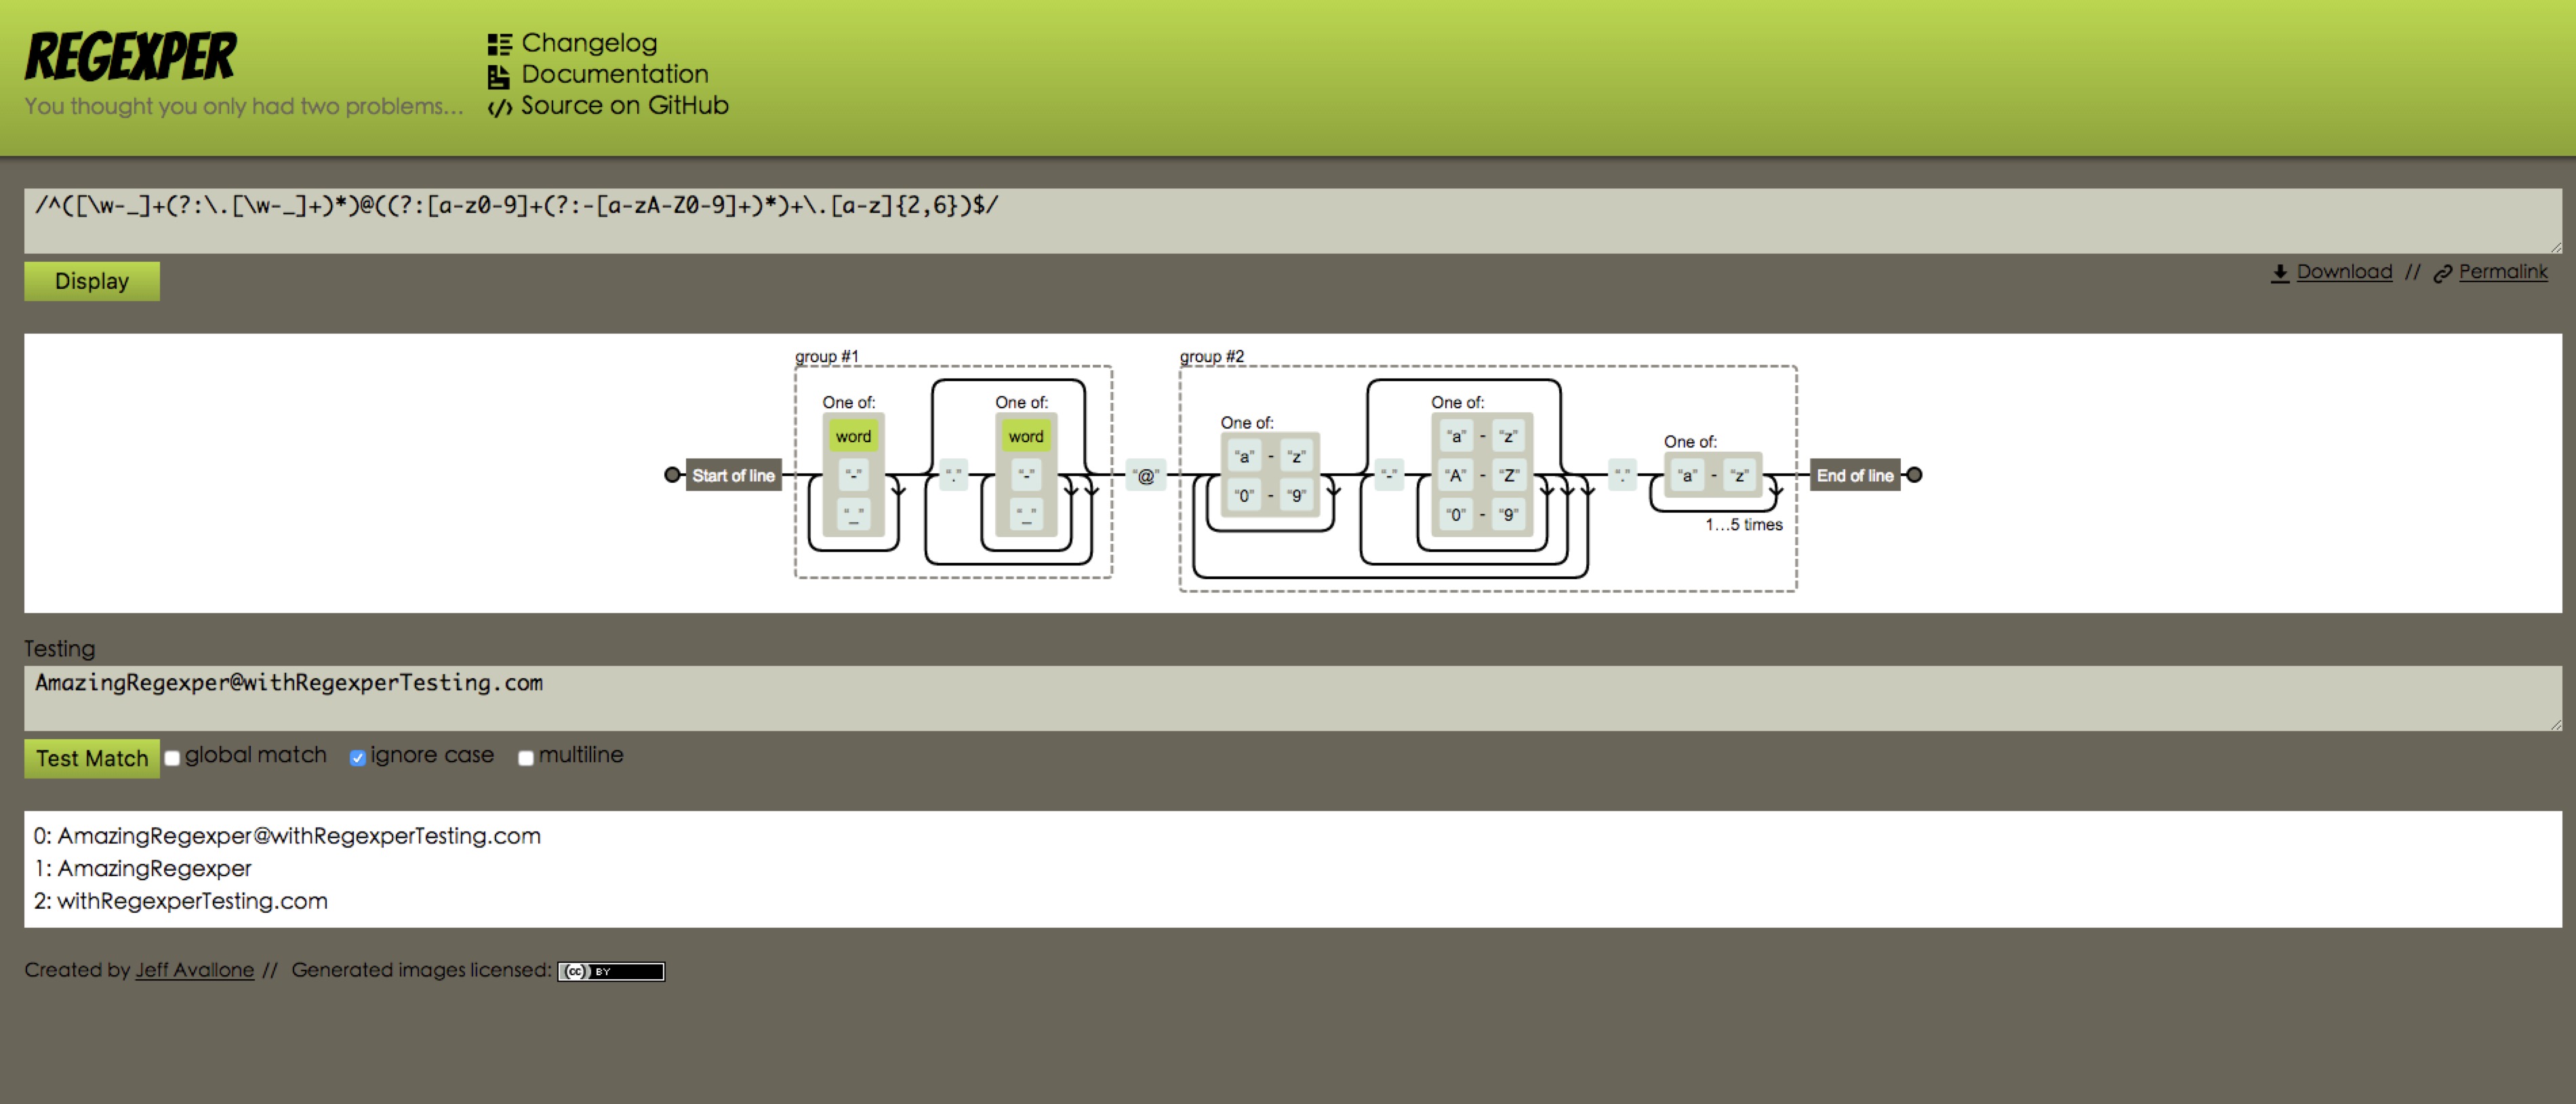 REGEXPER
You thought you only had two problems...
Changelog
Documentation
Source on GitHub
/^([\w-_]+(?:\.[\w-_]+)*)@((?:[a-z0-9]+(?:-[a-zA-Z0-9]+)*)+\.[a-z]{2,6})$/
Display
Download // Permalink
group #1
group #2
One of:
One of:
One of:
One of:
One of:
word
word
“a” - “z”
“a” - “z”
Start of line
“-”
“.”
“-”
“@”
“0” - “9”
“-”
“A” - “Z”
“.”
“a” - “z”
End of line
“_”
“_”
“0” - “9”
1...5 times
Testing
AmazingRegexper@withRegexperTesting.com
Test Match global match ignore case multiline
0: AmazingRegexper@withRegexperTesting.com
1: AmazingRegexper
2: withRegexperTesting.com
Created by Jeff Avallone // Generated images licensed: (cc) BY